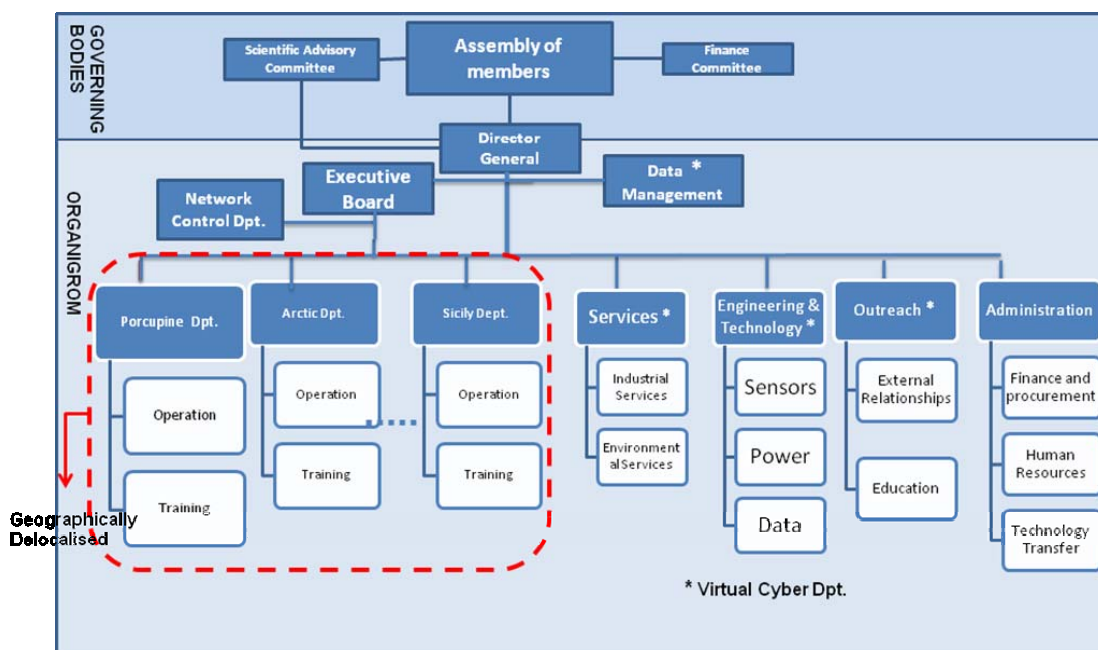 GOVERNING
BODIES
Scientific Advisory
Committee
Assembly of
members
Finance
Committee
Director
General
ORGANIGROM
Executive
Board
Data *
Management
Network
Control Dpt.
Porcupine Dpt.
Arctic Dpt.
Sicily Dept.
Services *
Engineering &
Technology *
Outreach *
Administration
Operation
Training
Operation
Training
Operation
Training
Industrial
Services
Environment
al Services
Sensors
Power
Data
External
Relationships
Education
Finance and
procurement
Human
Resources
Technology
Transfer
Geographically
Delocalised
* Virtual Cyber Dpt.